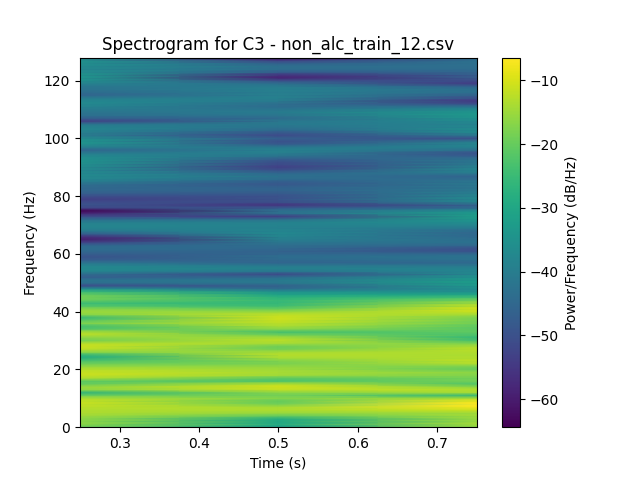 Spectrogram for C3 - non_alc_train_12.csv
120
100
80
60
40
20
0
Frequency (Hz)
0.3 0.4 0.5 0.6 0.7
Time (s)
−10
−20
−30
−40
−50
−60
Power/Frequency (dB/Hz)